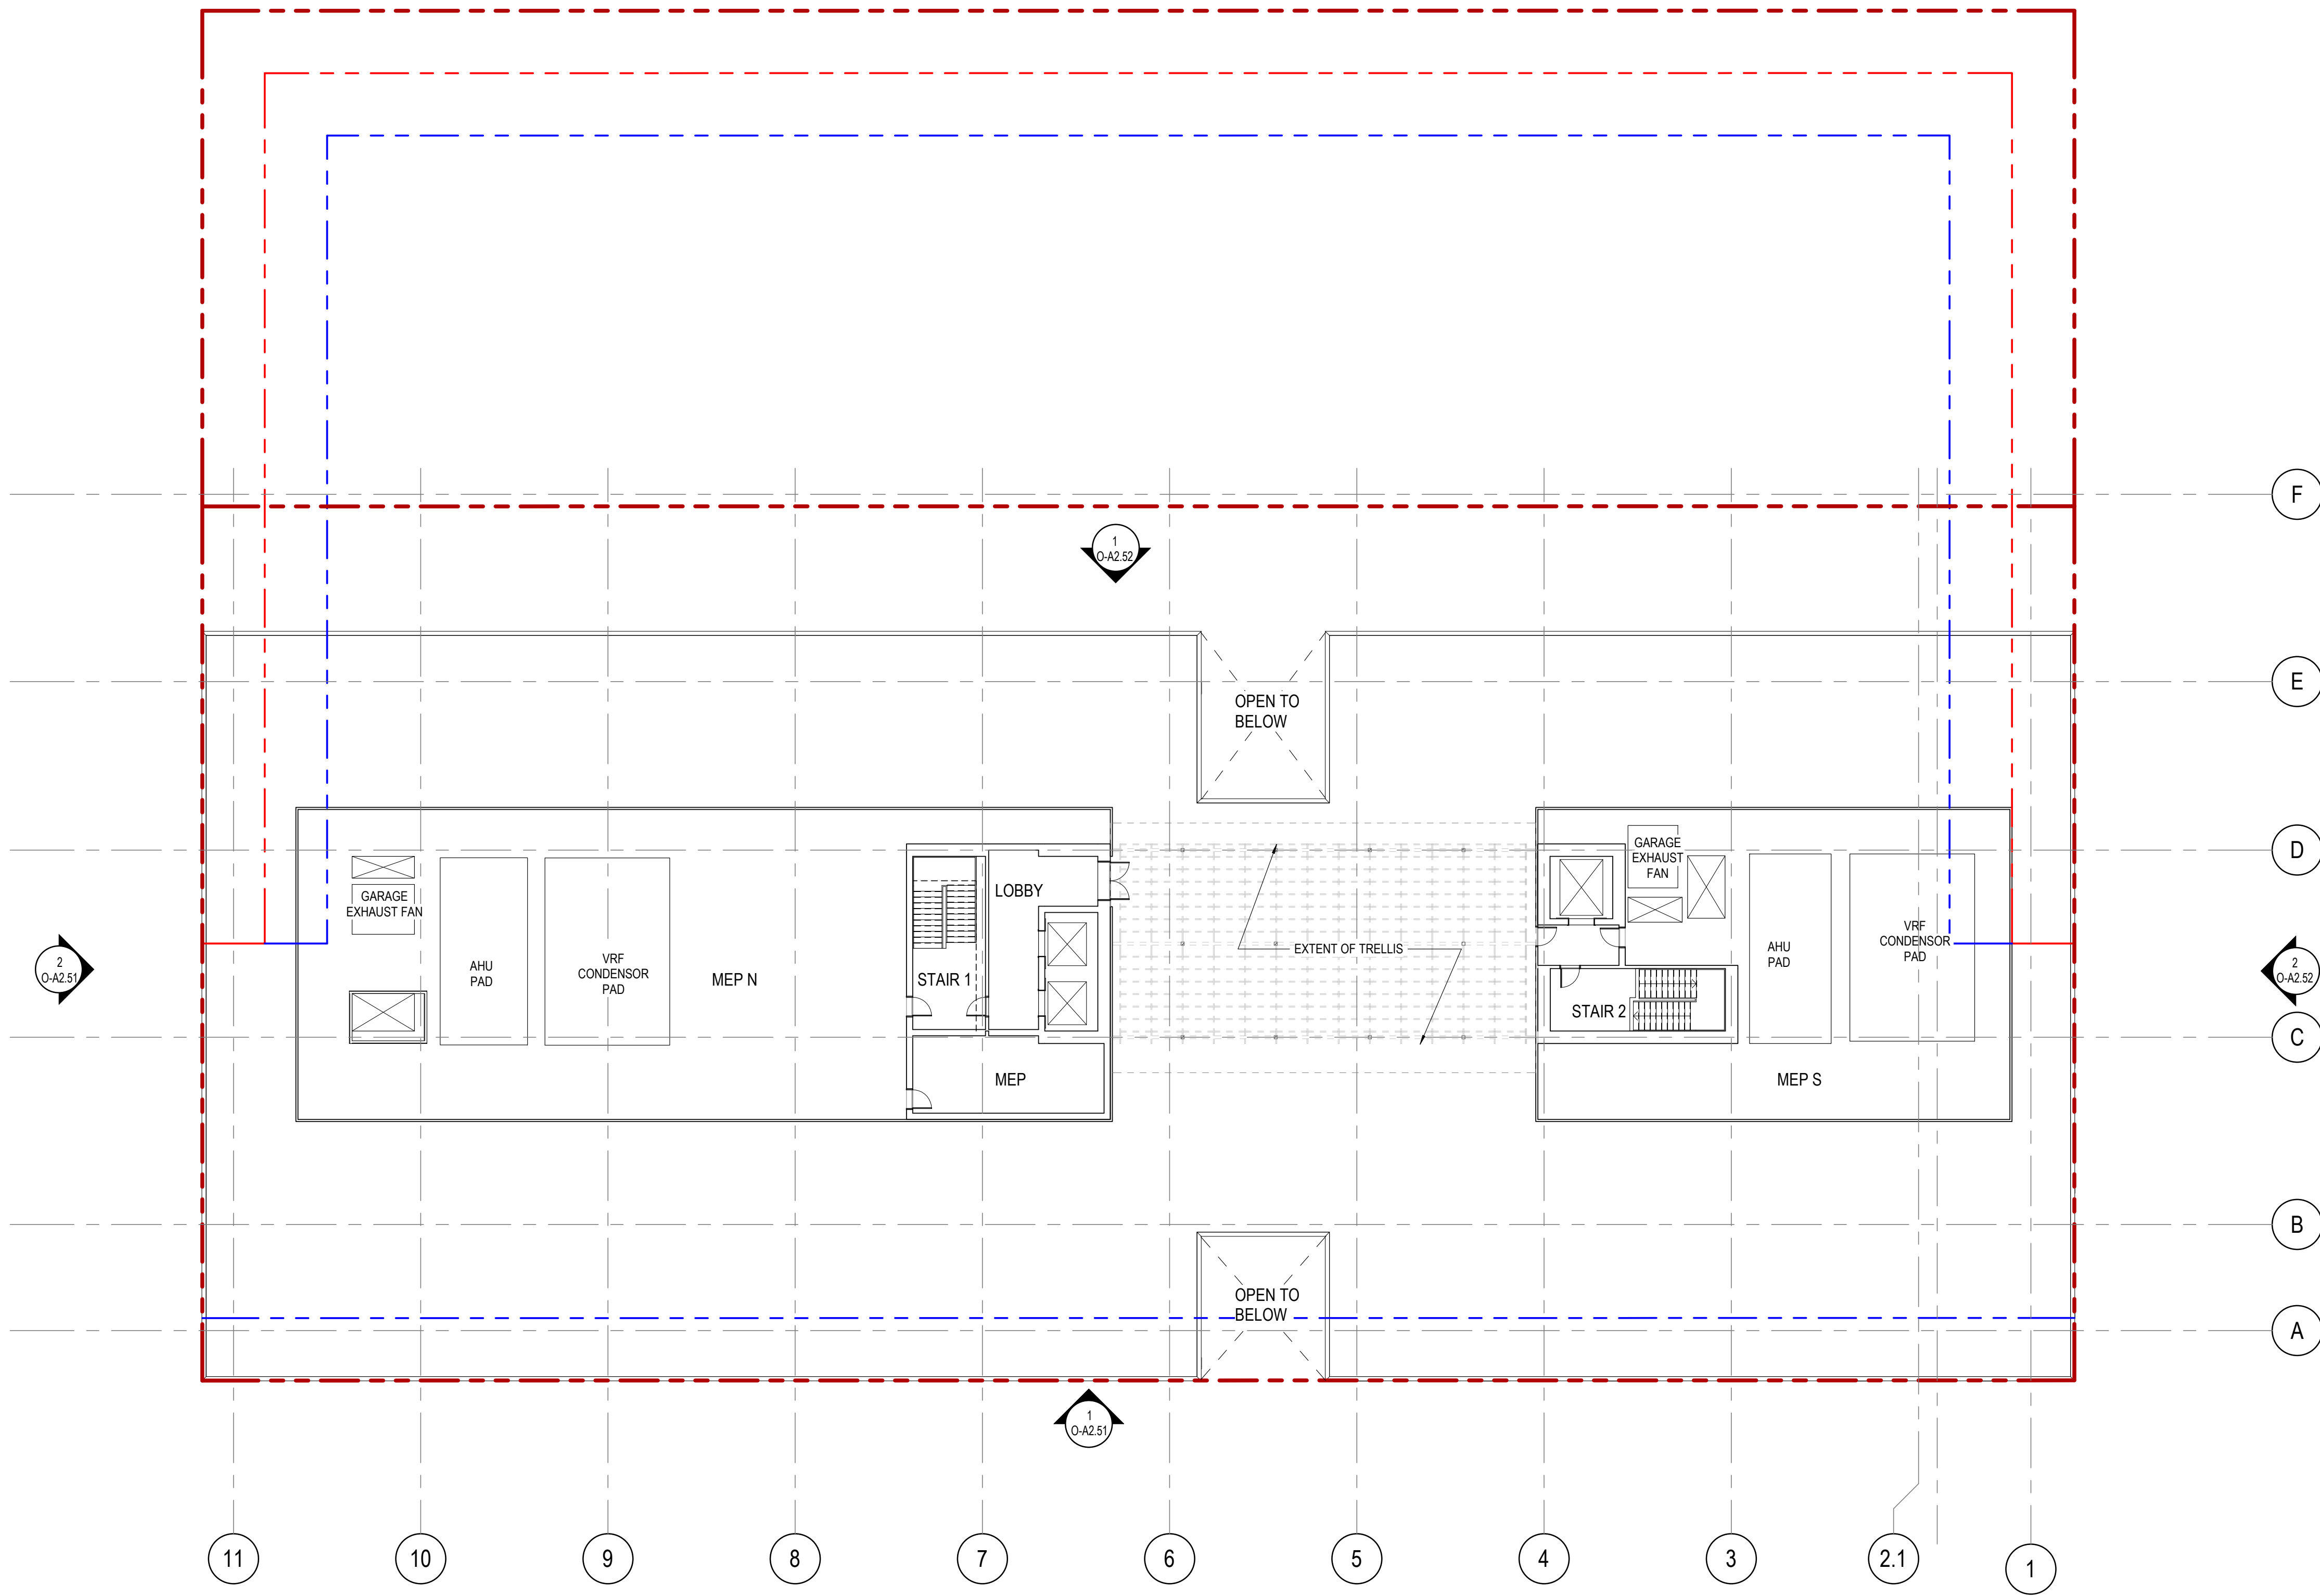 F
1
O-A2.52
E
OPEN TO
BELOW
D
GARAGE
EXHAUST
FAN
LOBBY
GARAGE
EXHAUST FAN
VRF
CONDENSOR
PAD
EXTENT OF TRELLIS
AHU
PAD
2
O-A2.51
AHU
PAD
VRF
CONDENSOR
PAD
MEP N
STAIR 1
2
O-A2.52
STAIR 2
C
MEP
MEP S
B
OPEN TO
BELOW
A
1
O-A2.51
11
10
9
8
7
6
5
4
3
2.1
1